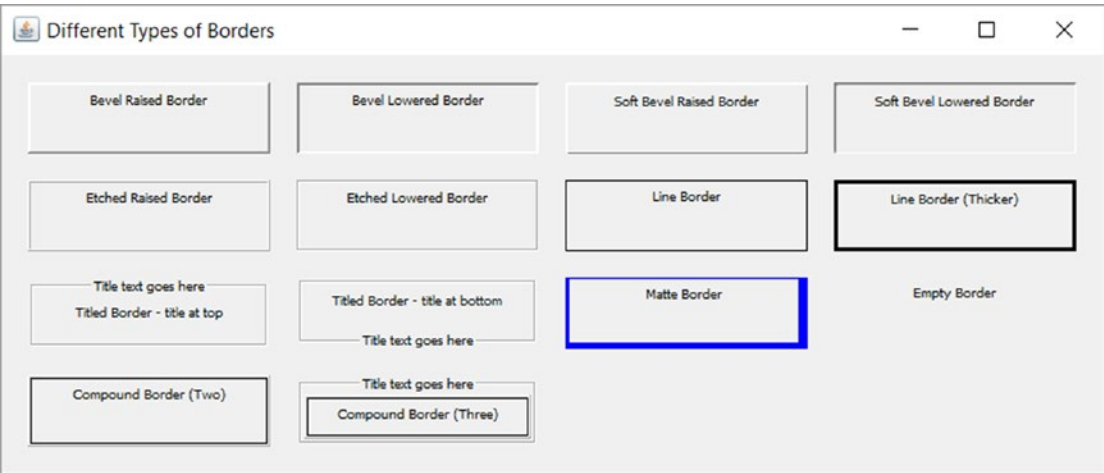 Different Types of Borders
Bevel Raised Border
Bevel Lowered Border
Soft Bevel Raised Border
Soft Bevel Lowered Border
Etched Raised Border
Etched Lowered Border
Line Border
Line Border (Thicker)
Title text goes here
Titled Border - title at top
Titled Border - title at bottom
Title text goes here
Matte Border
Empty Border
Compound Border (Two)
Title text goes here
Compound Border (Three)